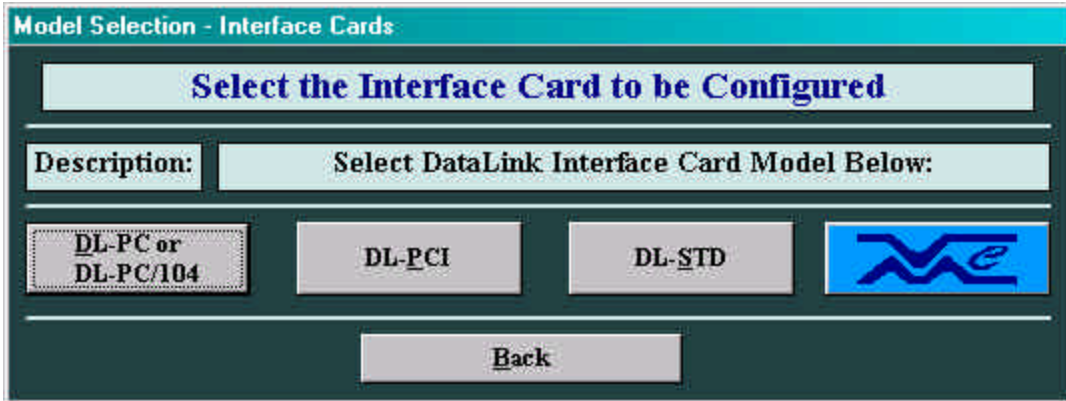 Model Selection - Interface Cards
Select the Interface Card to be Configured
Description:
Select DataLink Interface Card Model Below:
DL-PC or
DL-PC/104
DL-PCI
DL-STD
e
Back